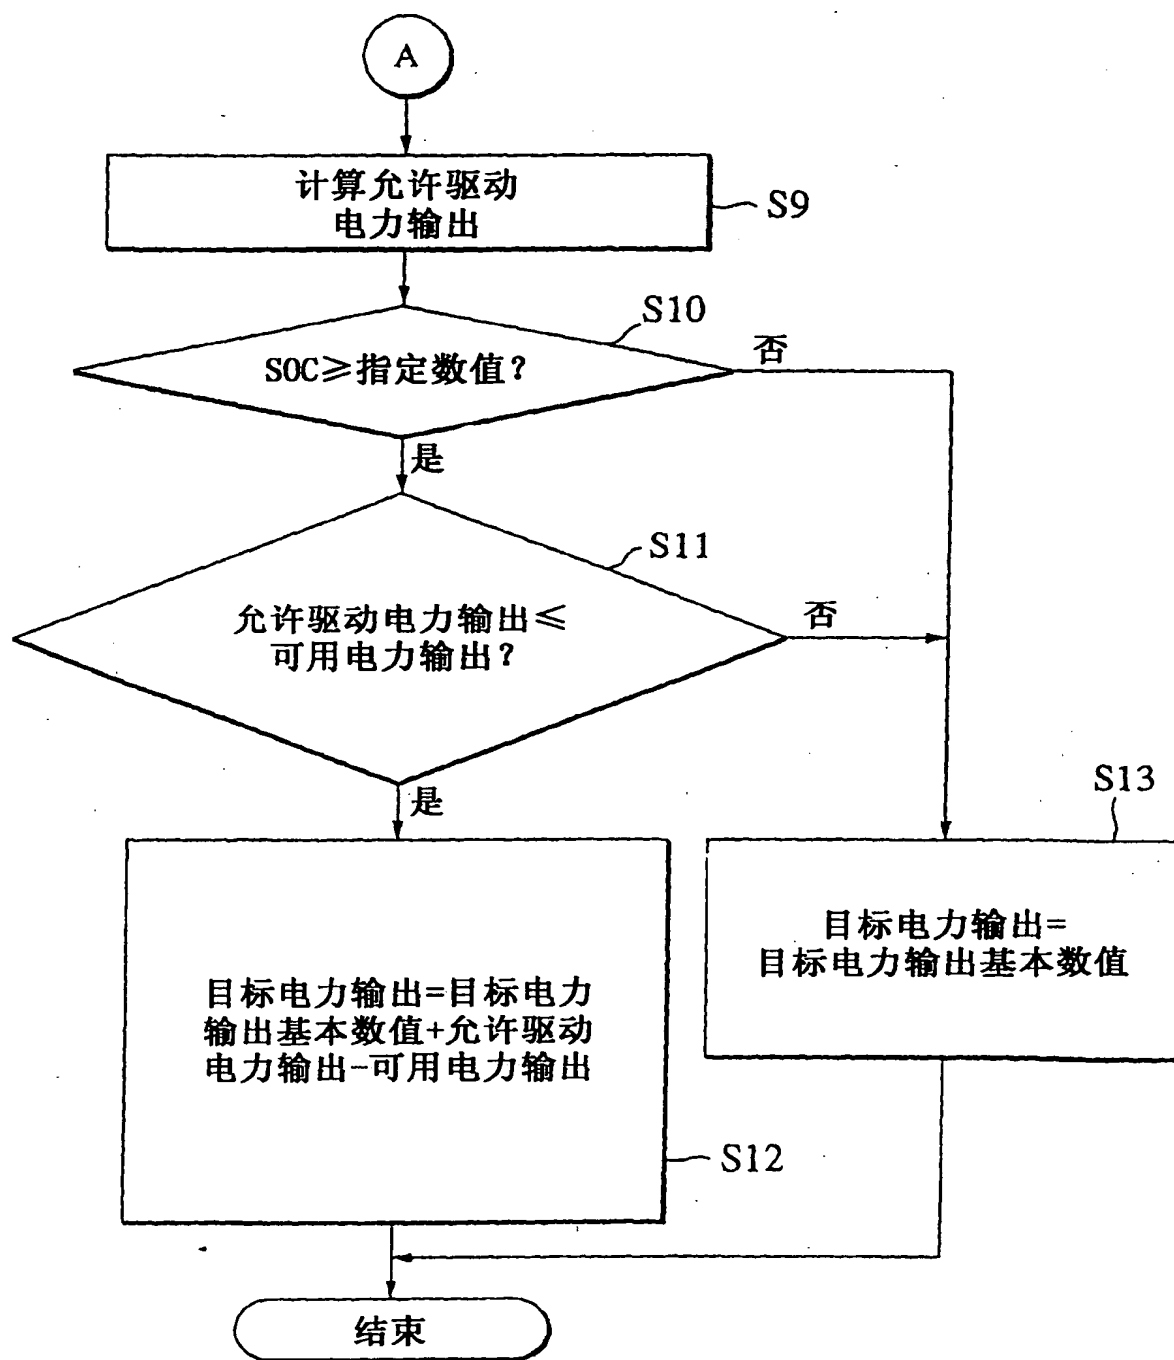 A
计算允许驱动
电力输出
S9
S10
SOC≥指定数值?
否
是
S11
允许驱动电力输出≤
可用电力输出?
否
是
S13
目标电力输出=
目标电力输出基本数值
目标电力输出=目标电力
输出基本数值+允许驱动
电力输出-可用电力输出
S12
结束